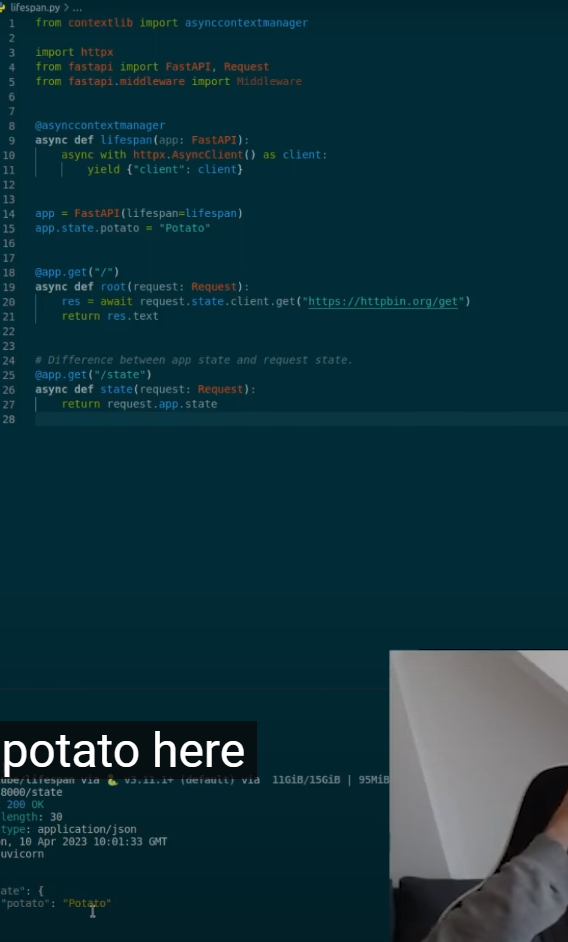 lifespan.py > ...
1 from contextlib import asynccontextmanager
2
3 import httpx
4 from fastapi import FastAPI, Request
5 from fastapi.middleware import Middleware
6
7
8 @asynccontextmanager
9 async def lifespan(app: FastAPI):
10 async with httpx.AsyncClient() as client:
11 yield {"client": client}
12
13
14 app = FastAPI(lifespan=lifespan)
15 app.state.potato = "Potato"
16
17
18 @app.get("/")
19 async def root(request: Request):
20 res = await request.state.client.get("https://httpbin.org/get")
21 return res.text
22
23
24 # Difference between app state and request state.
25 @app.get("/state")
26 async def state(request: Request):
27 return request.app.state
28
potato here
ube/lifespan via v3.11.1+ (default) via 11GiB/15GiB | 95MiB
8000/state
200 OK
length: 30
type: application/json
n, 10 Apr 2023 10:01:33 GMT
uvicorn
ate": {
"potato": "Potato"